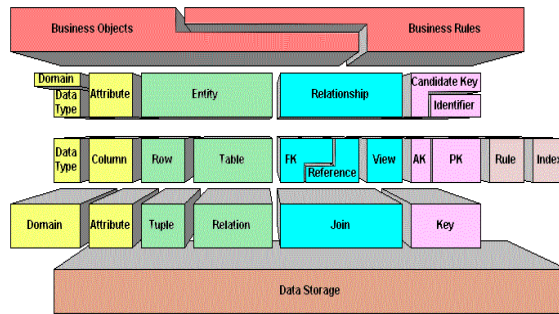 Business Objects
Business Rules
Domain
Data
Type
Attribute
Entity
Relationship
Candidate Key
Identifier
Data
Type
Column
Row
Table
FK
Reference
View
AK
PK
Rule
Index
Domain
Attribute
Tuple
Relation
Join
Key
Data Storage